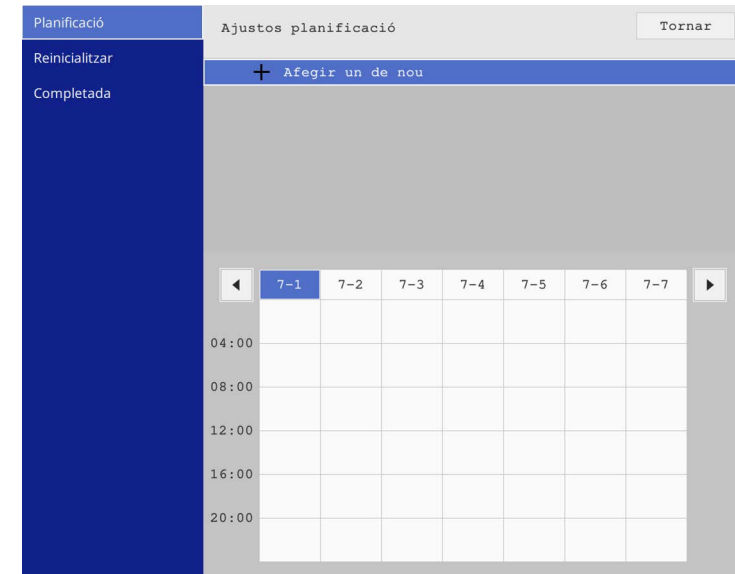 Planificació
Reinicialitzar
Completada
Ajustos planificació
Tornar
+ Afegir un de nou
7-1 7-2 7-3 7-4 7-5 7-6 7-7
04:00
08:00
12:00
16:00
20:00